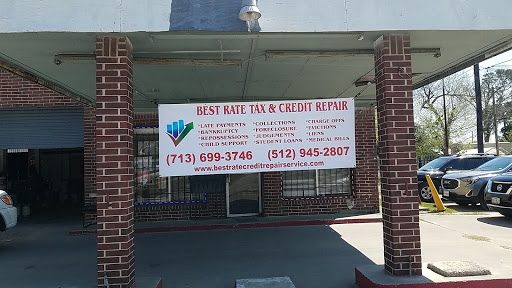 BEST RATE TAX & CREDIT REPAIR
*LATE PAYMENTS *COLLECTIONS *CHARGE OFFS
*BANKRUPTCY *FORECLOSURE *EVICTIONS
*REPOSSESSIONS *JUDGEMENTS *LIENS
*CHILD SUPPORT *STUDENT LOANS *MEDICAL BILLS
(713) 699-3746 (512) 945-2807
www.bestratecreditrepairservice.com